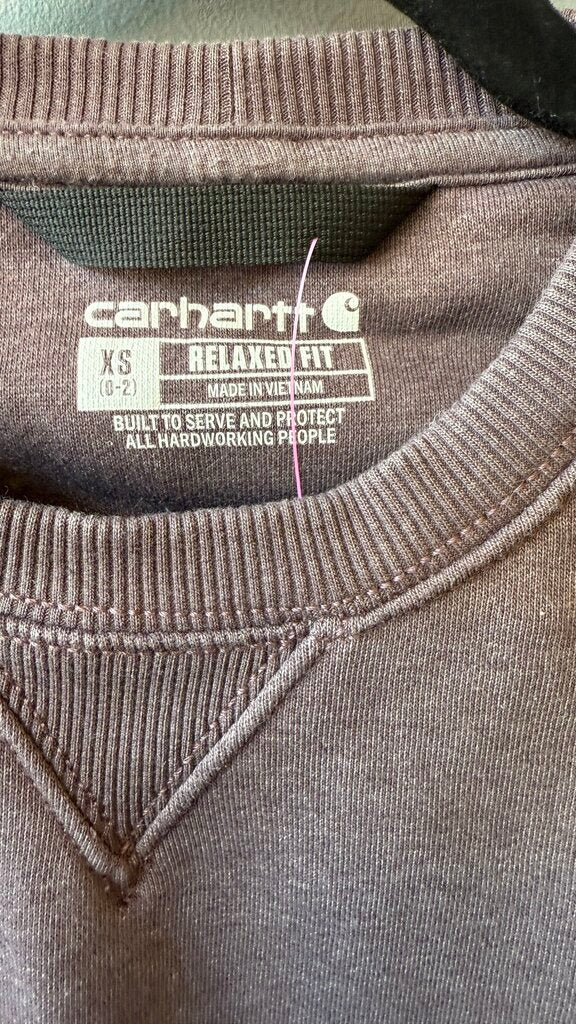 carhartt
XS
(0-2)
RELAXED FIT
MADE IN VIETNAM
BUILT TO SERVE AND PROTECT
ALL HARDWORKING PEOPLE